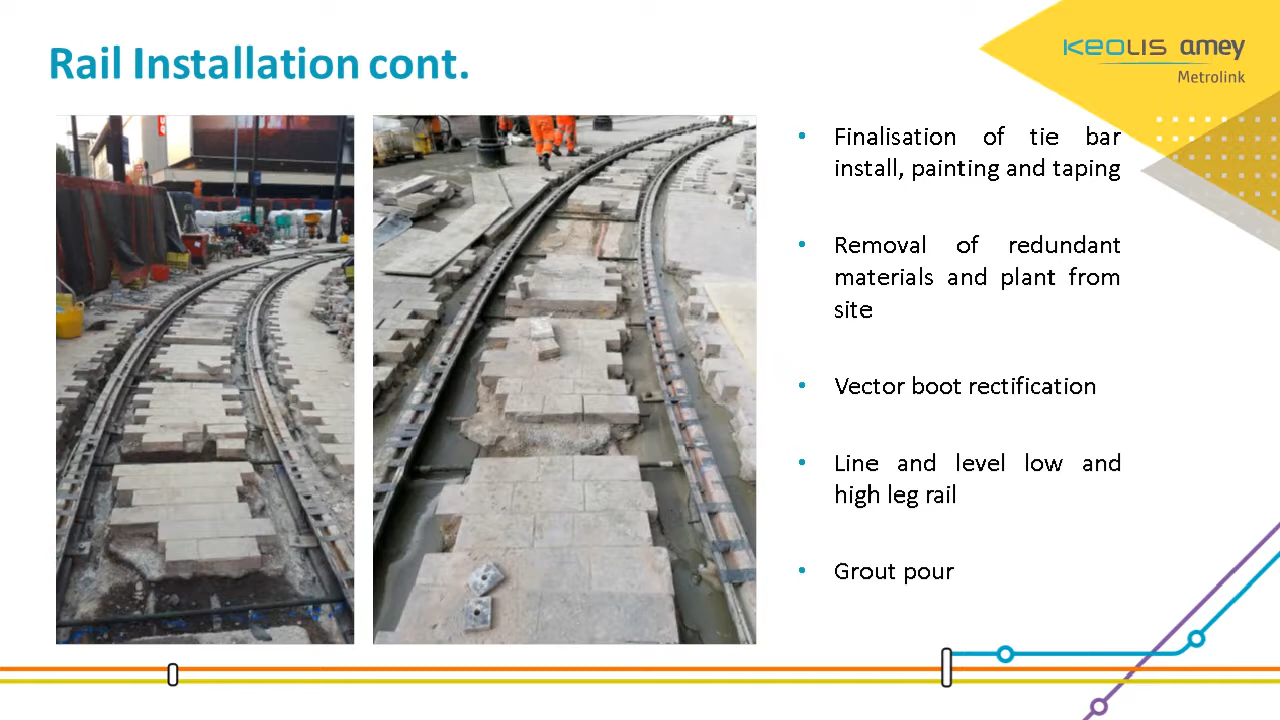 Rail Installation cont.
KEOLIS amey
Metrolink
• Finalisation of tie bar
install, painting and taping
• Removal of redundant
materials and plant from
site
• Vector boot rectification
• Line and level low and
high leg rail
• Grout pour